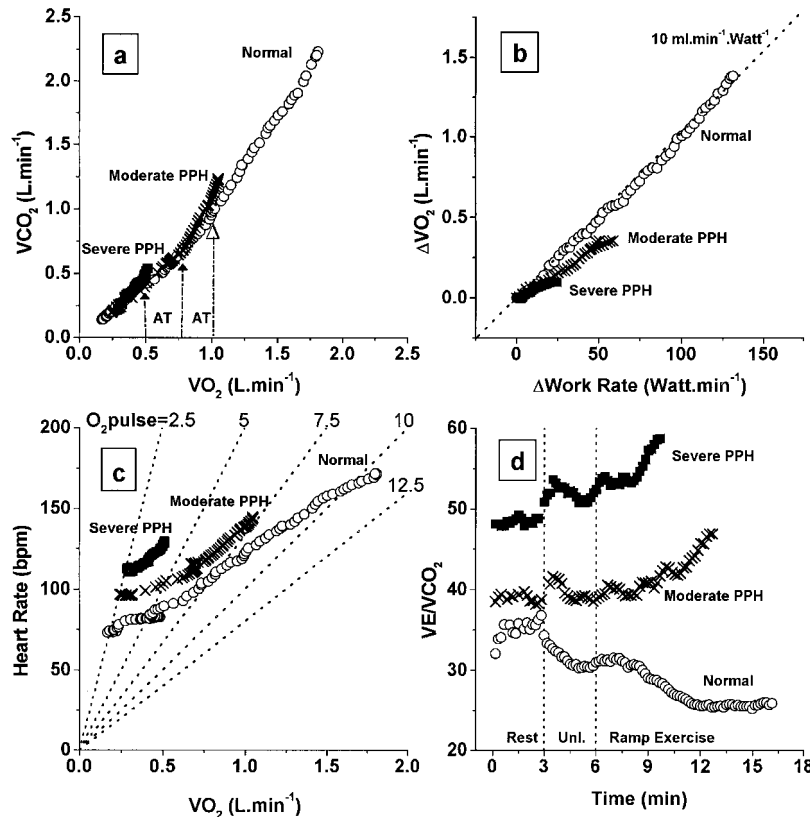 a
Normal
Moderate PPH
Severe PPH
AT AT
VCO2 (L.min-1)
2.5
2.0
1.5
1.0
0.5
0.0
0.0 0.5 1.0 1.5 2.0 2.5
VO2 (L.min-1)
b
10 ml.min-1.Watt-1
Normal
Moderate PPH
Severe PPH
ΔVO2 (L.min-1)
1.5
1.0
0.5
0.0
0 50 100 150
ΔWork Rate (Watt.min-1)
c
O2pulse=2.5 5 7.5 10
12.5
Normal
Moderate PPH
Severe PPH
Heart Rate (bpm)
200
150
100
50
0
0.0 0.5 1.0 1.5 2.0
VO2 (L.min-1)
d
Severe PPH
Moderate PPH
Normal
Rest Unl. Ramp Exercise
VE/VCO2
60
50
40
30
20
0 3 6 9 12 15 18
Time (min)